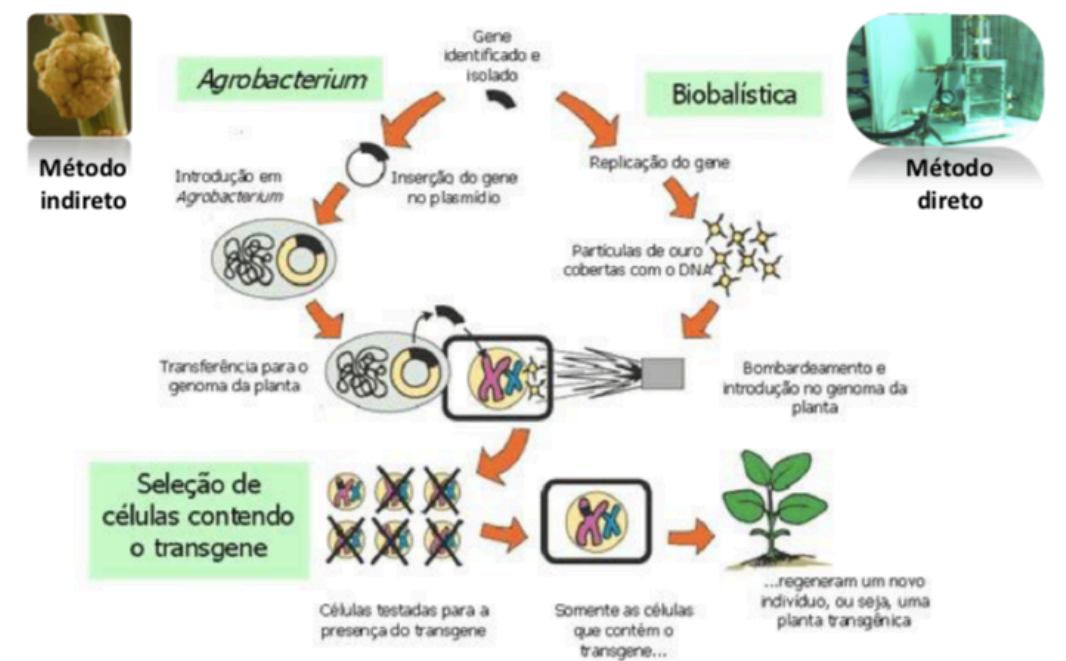 Gene
identificado e
isolado
Agrobacterium
Biobalística
Método
indireto
Método
direto
Introdução em
Agrobacterium
Inserção do gene
no plasmídio
Replicação do gene
Partículas de ouro
cobertas com o DNA
Transferência para o
genoma da planta
Bombardeamento e
introdução no genoma da
planta
Seleção de
células contendo
o transgene
Células testadas para a
presença do transgene
Somente as células
que contêm o
transgene...
...regeneram um novo
indivíduo, ou seja, uma
planta transgênica